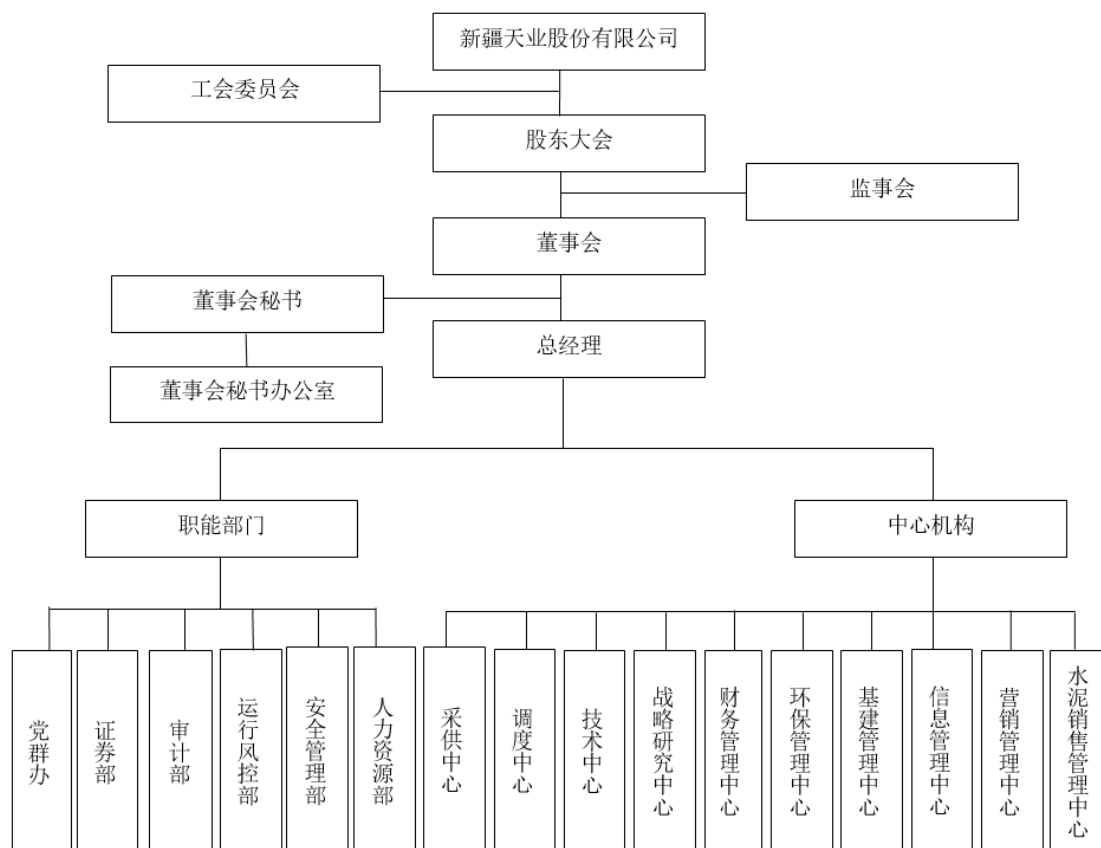 新疆天业股份有限公司
工会委员会
股东大会
监事会
董事会
董事会秘书
总经理
董事会秘书办公室
职能部门
中心机构
党群办
证券部
审计部
运行风控部
安全管理部
人力资源部
采供中心
调度中心
技术中心
战略研究中心
财务管理中心
环保管理中心
基建管理中心
信息管理中心
营销管理中心
水泥销售管理中心